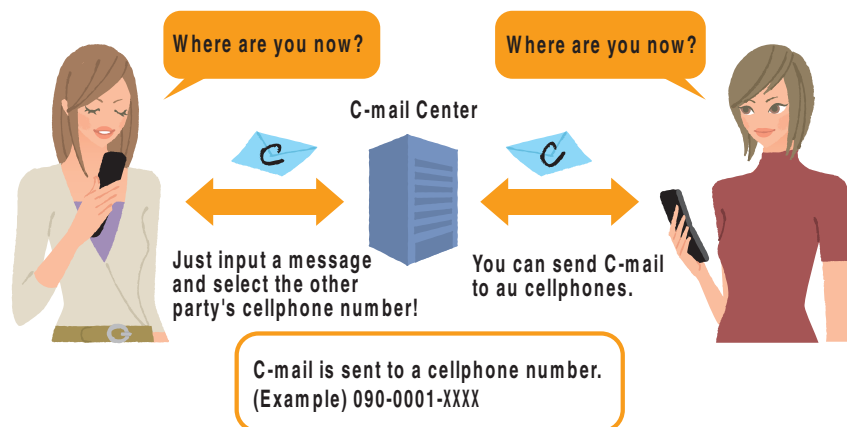 Where are you now?
Where are you now?
C-mail Center
C
C
Just input a message
and select the other
party's cellphone number!
You can send C-mail
to au cellphones.
C-mail is sent to a cellphone number.
(Example) 090-0001-XXXX